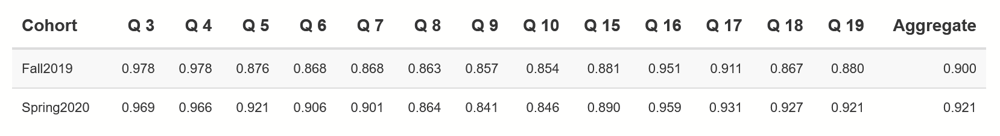 Cohort Q 3 Q 4 Q 5 Q 6 Q 7 Q 8 Q 9 Q 10 Q 15 Q 16 Q 17 Q 18 Q 19 Aggregate
Fall2019 0.978 0.978 0.876 0.868 0.868 0.863 0.857 0.854 0.881 0.951 0.911 0.867 0.880 0.900
Spring2020 0.969 0.966 0.921 0.906 0.901 0.864 0.841 0.846 0.890 0.959 0.931 0.927 0.921 0.921